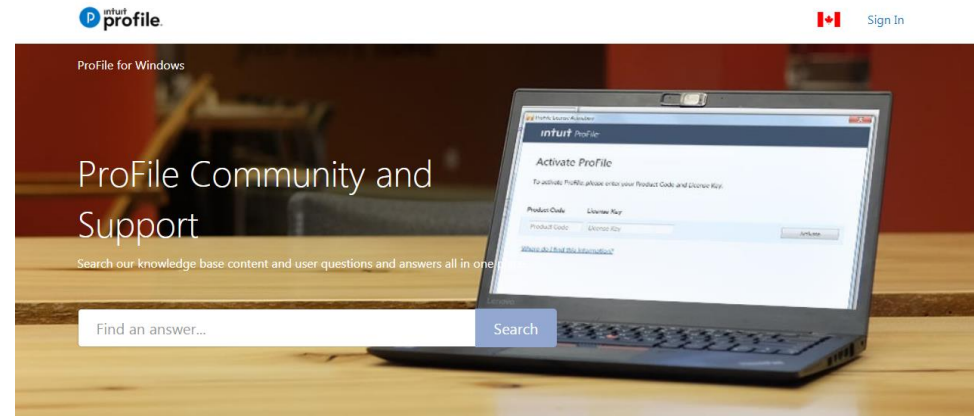 intuit
profile.
Sign In
ProFile for Windows
ProFile Community and
Support
Search our knowledge base content and user questions and answers all in one
Find an answer...
Search
intuit ProFile
Activate ProFile
To activate ProFile, please enter your Product Code and License Key.
Product Code License Key
Product Code License Key
Activate
Where do I find this information?
Lenovo